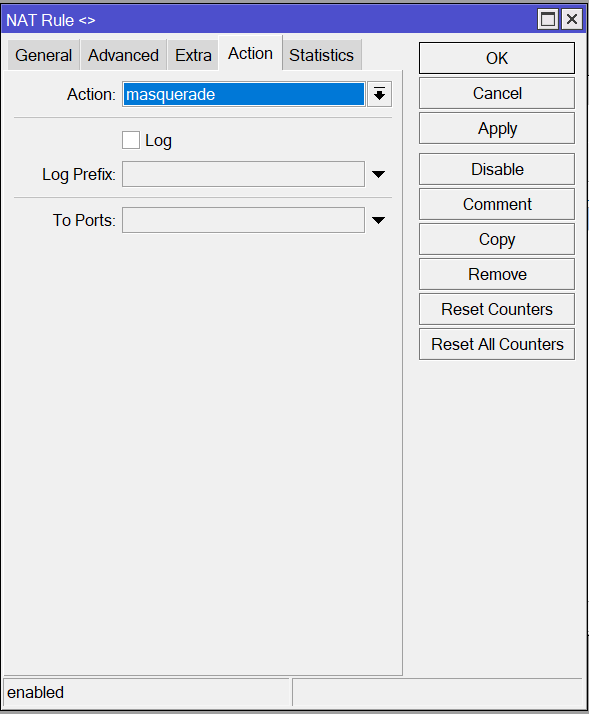 NAT Rule <>
General Advanced Extra Action Statistics
Action: masquerade
Log
Log Prefix:
To Ports:
OK
Cancel
Apply
Disable
Comment
Copy
Remove
Reset Counters
Reset All Counters
enabled